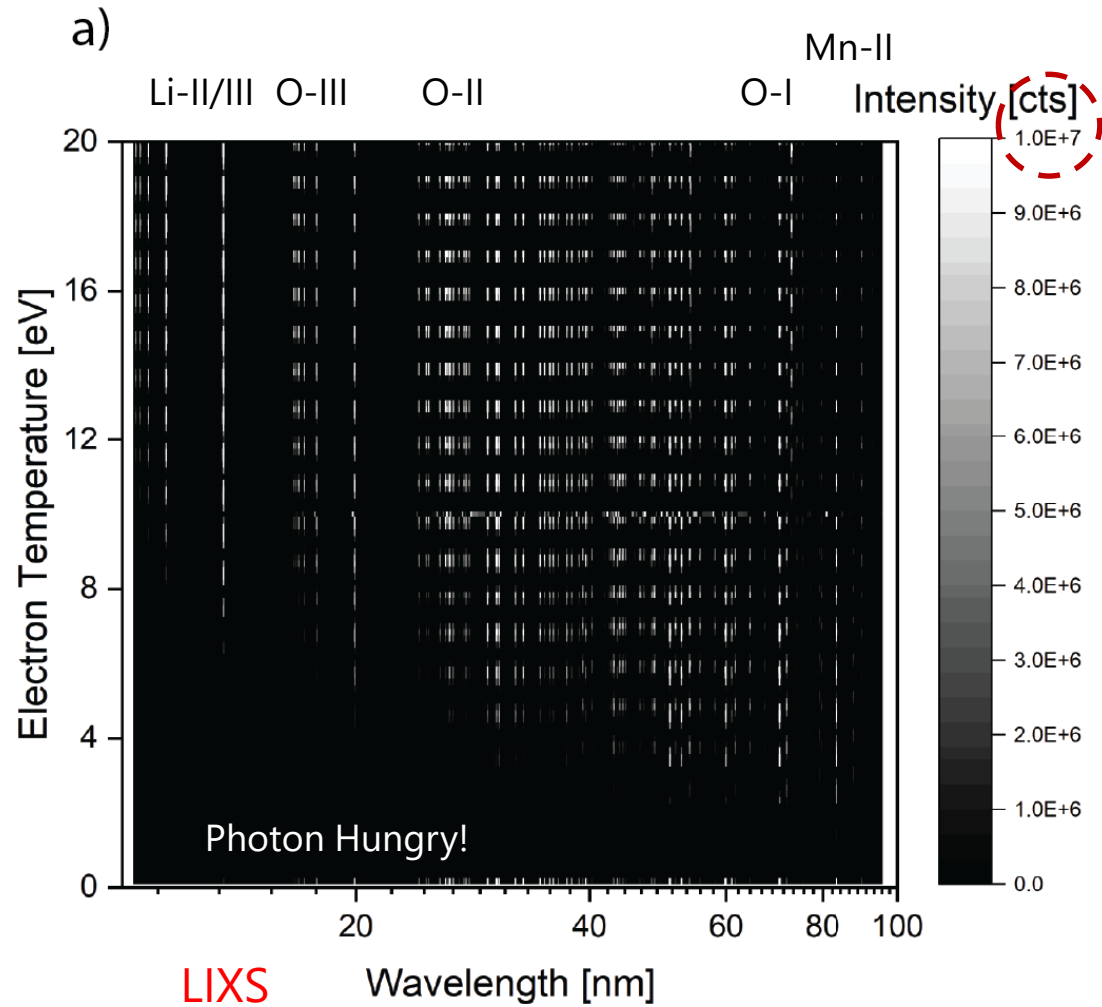 a)
Mn-II
Li-II/III O-III O-II O-I
Intensity [cts]
20
16
12
8
4
0
Electron Temperature [eV]
1.0E+7
9.0E+6
8.0E+6
7.0E+6
6.0E+6
5.0E+6
4.0E+6
3.0E+6
2.0E+6
1.0E+6
0.0
Photon Hungry!
20 40 60 80 100
LIXS
Wavelength [nm]